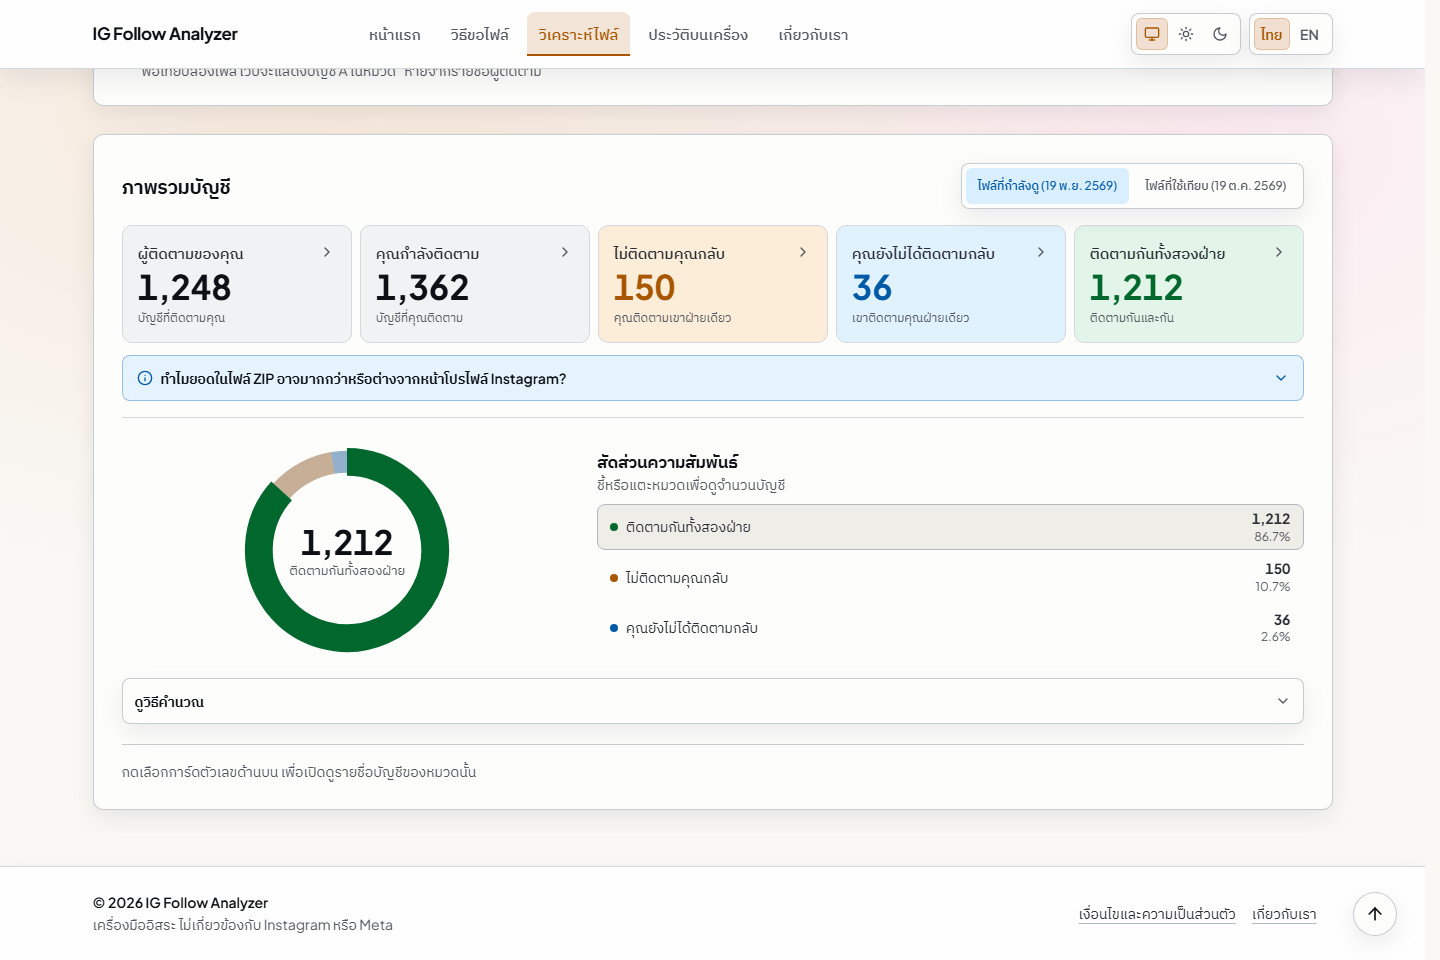 IG Follow Analyzer
หน้าแรก
วิธีขอไฟล์
วิเคราะห์ไฟล์
ประวัติบนเครื่อง
เกี่ยวกับเรา
ไทย
EN
ภาพรวมบัญชี
ไฟล์ที่กำลังดู (19 พ.ย. 2569)
ไฟล์ที่ใช้เทียบ (19 ต.ค. 2569)
ผู้ติดตามของคุณ
1,248
บัญชีที่ติดตามคุณ
คุณกำลังติดตาม
1,362
บัญชีที่คุณติดตาม
ไม่ติดตามคุณกลับ
150
คุณติดตามเขาฝ่ายเดียว
คุณยังไม่ได้ติดตามกลับ
36
เขาติดตามคุณฝ่ายเดียว
ติดตามกันทั้งสองฝ่าย
1,212
ติดตามกันและกัน
ทำไมยอดในไฟล์ ZIP อาจมากกว่าหรือต่างจากหน้าโปรไฟล์ Instagram?
1,212
ติดตามกันทั้งสองฝ่าย
สัดส่วนความสัมพันธ์
ชี้หรือแตะหมวดเพื่อดูจำนวนบัญชี
ติดตามกันทั้งสองฝ่าย
1,212
86.7%
ไม่ติดตามคุณกลับ
150
10.7%
คุณยังไม่ได้ติดตามกลับ
36
2.6%
ดูวิธีคำนวณ
กดเลือกการ์ดตัวเลขด้านบน เพื่อเปิดดูรายชื่อบัญชีของหมวดนั้น
© 2026 IG Follow Analyzer
เครื่องมืออิสระ ไม่เกี่ยวข้องกับ Instagram หรือ Meta
เงื่อนไขและความเป็นส่วนตัว
เกี่ยวกับเรา